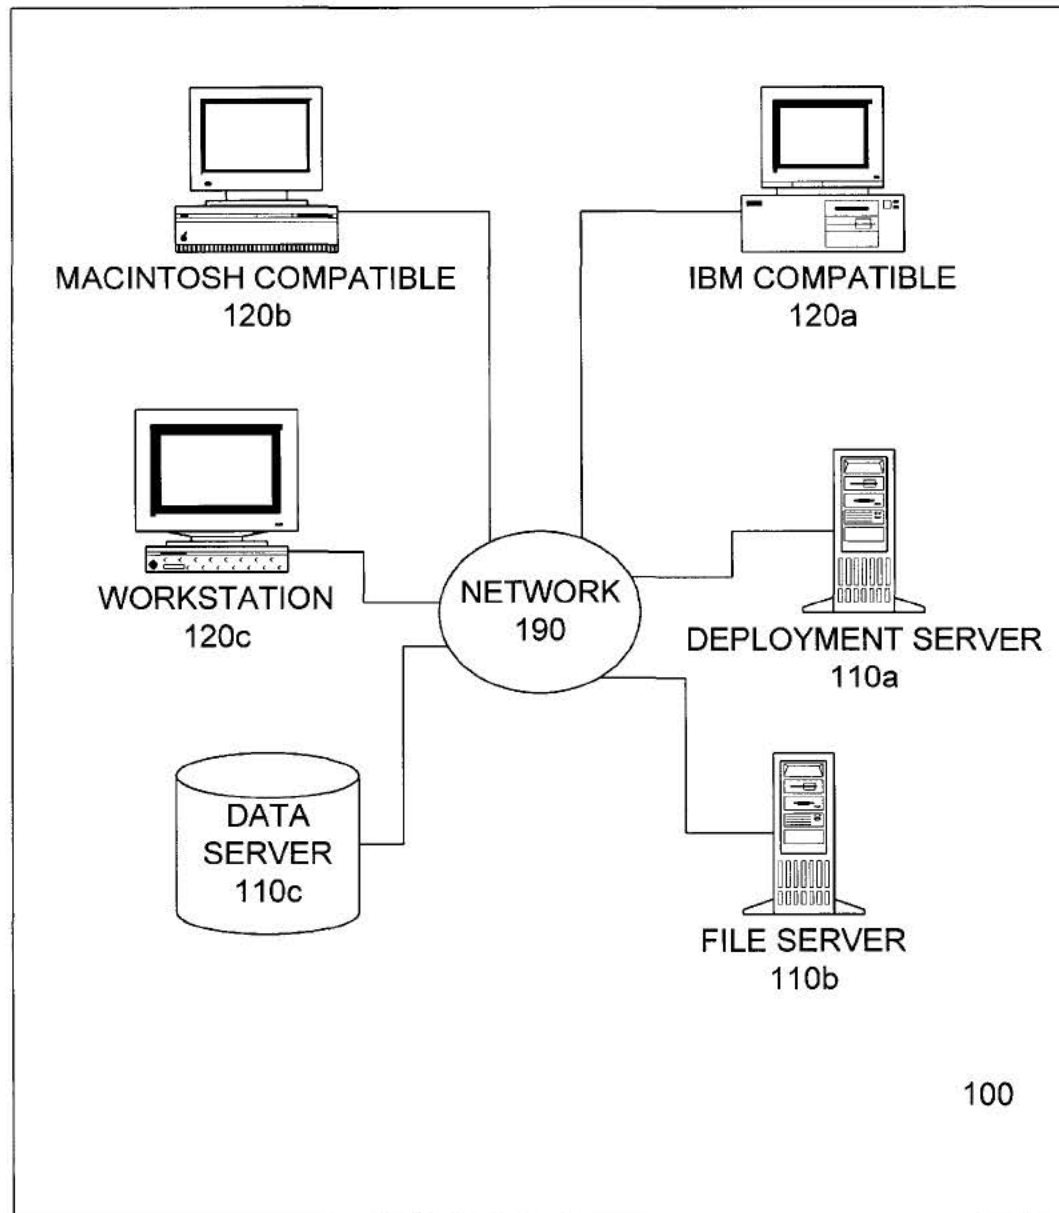 MACINTOSH COMPATIBLE
120b
IBM COMPATIBLE
120a
WORKSTATION
120c
NETWORK
190
DEPLOYMENT SERVER
110a
DATA
SERVER
110c
FILE SERVER
110b
100